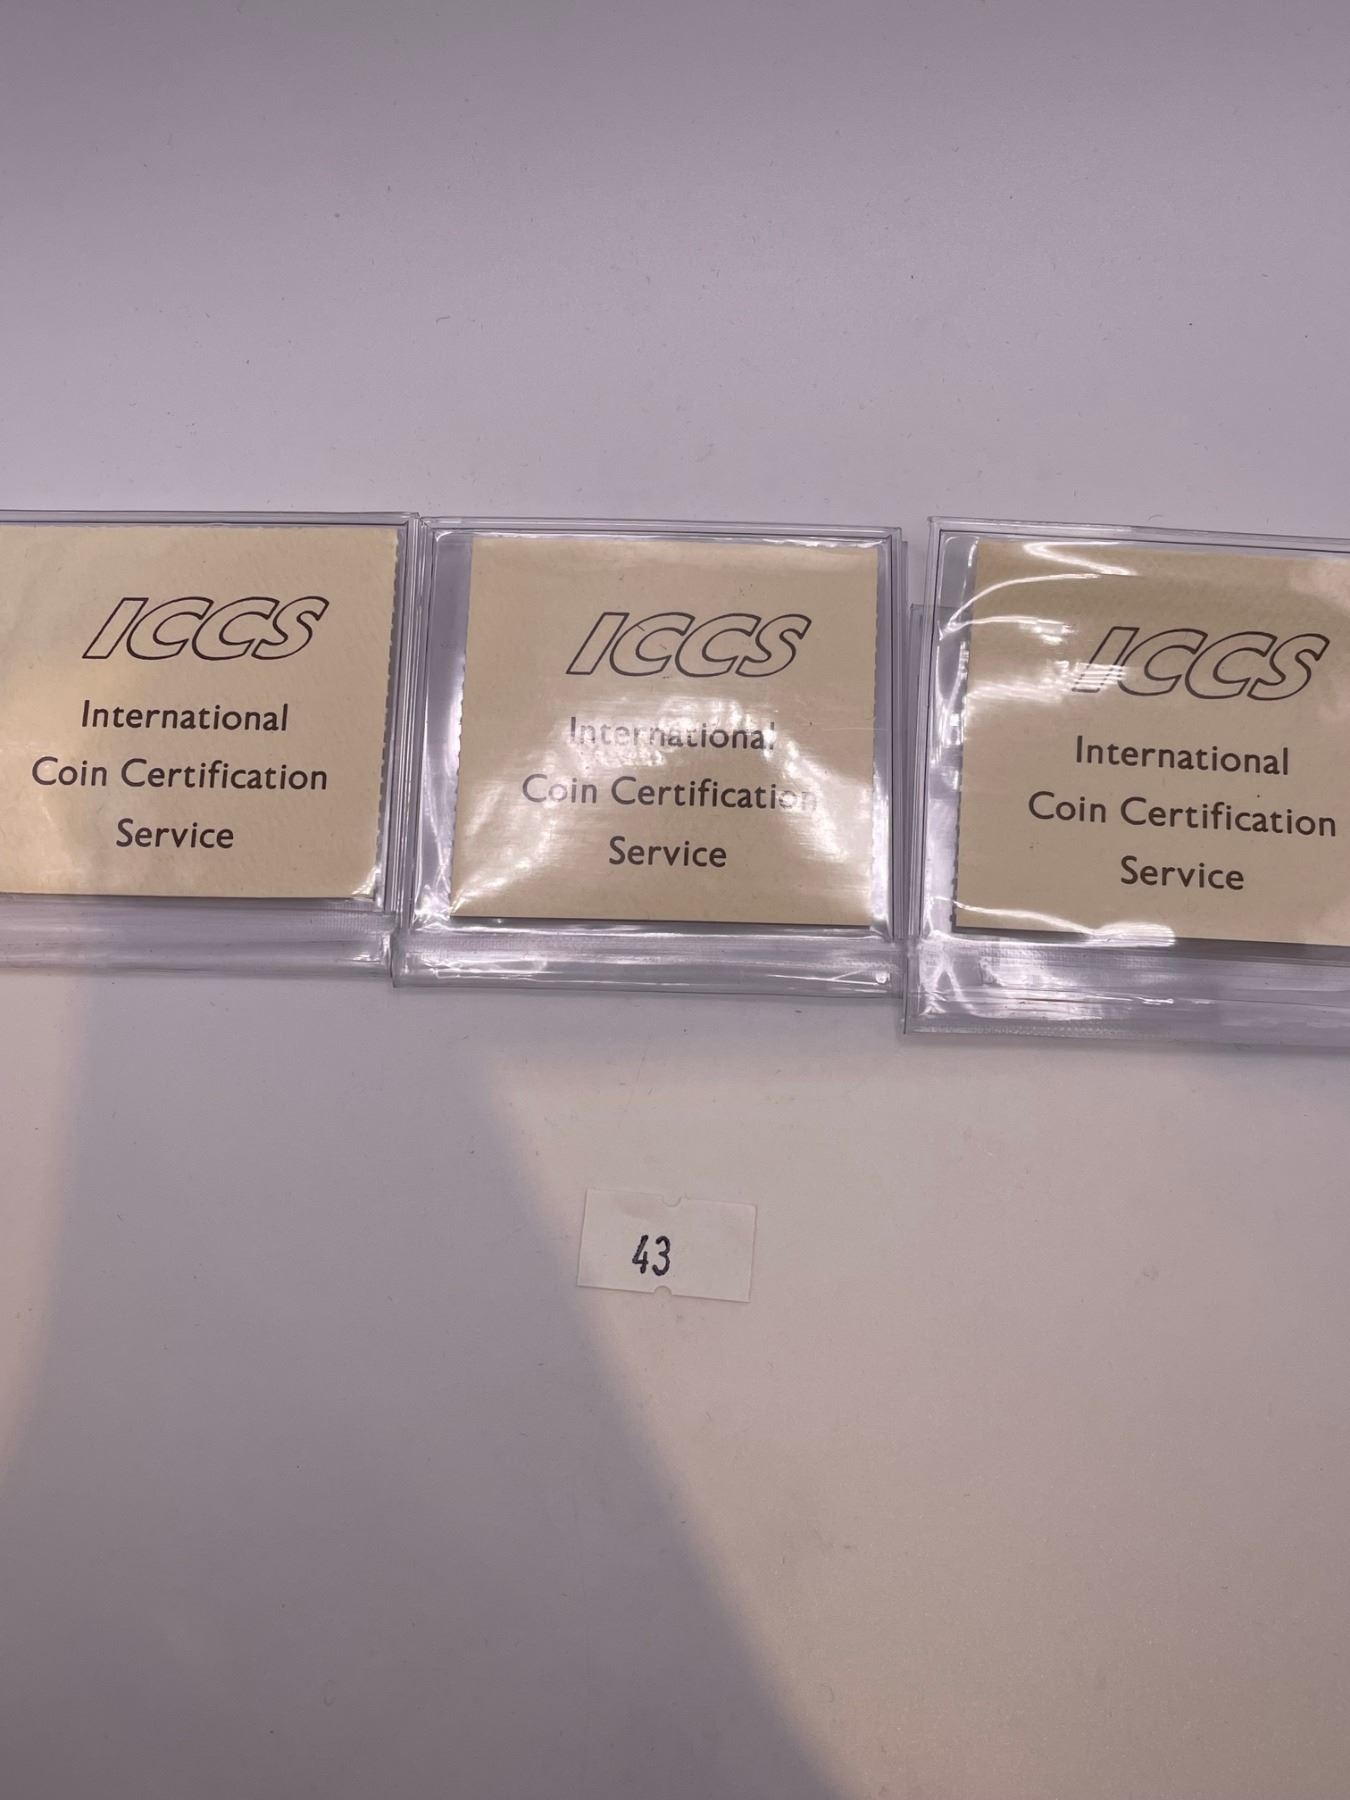 ICCS
International
Coin Certification
Service
ICCS
International
Coin Certification
Service
ICCS
International
Coin Certification
Service
43